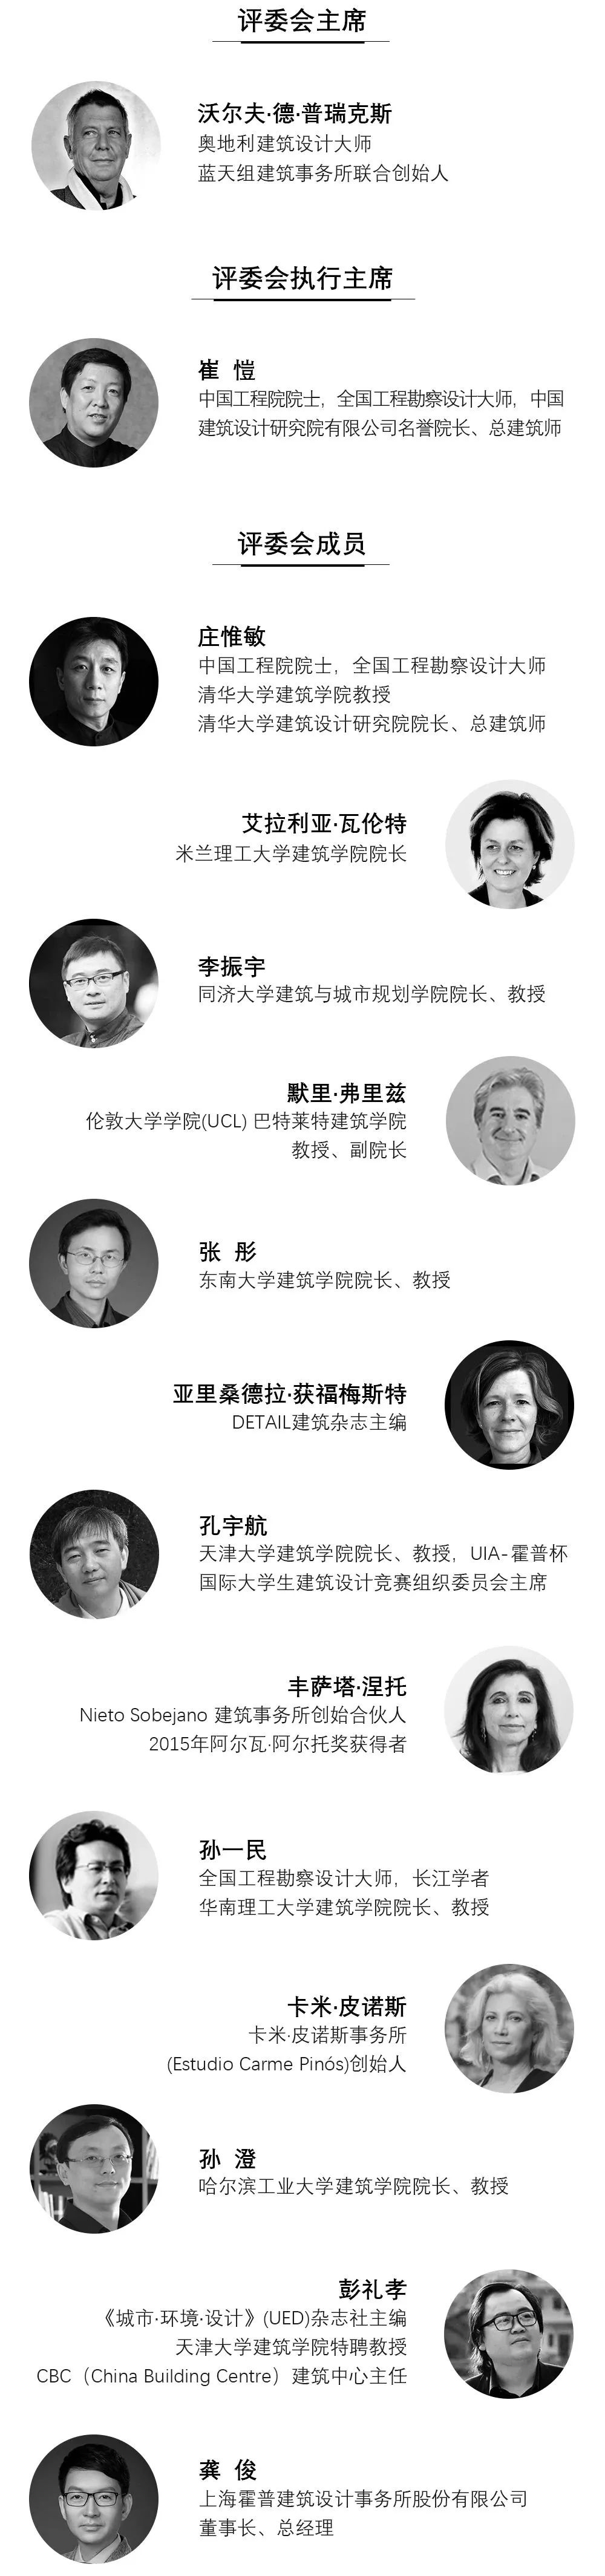 评委会主席
沃尔夫·德·普瑞克斯
奥地利建筑设计大师
蓝天组建筑事务所联合创始人
评委会执行主席
崔 愷
中国工程院院士，全国工程勘察设计大师，中国
建筑设计研究院有限公司名誉院长、总建筑师
评委会成员
庄惟敏
中国工程院院士，全国工程勘察设计大师
清华大学建筑学院教授
清华大学建筑设计研究院院长、总建筑师
艾拉利亚·瓦伦特
米兰理工大学建筑学院院长
李振宇
同济大学建筑与城市规划学院院长、教授
默里·弗里兹
伦敦大学学院(UCL) 巴特莱特建筑学院
教授、副院长
张 彤
东南大学建筑学院院长、教授
亚里桑德拉·获福梅斯特
DETAIL建筑杂志主编
孔宇航
天津大学建筑学院院长、教授，UIA-霍普杯
国际大学生建筑设计竞赛组织委员会主席
丰萨塔·涅托
Nieto Sobejano 建筑事务所创始合伙人
2015年阿尔瓦·阿尔托奖获得者
孙一民
全国工程勘察设计大师，长江学者
华南理工大学建筑学院院长、教授
卡米·皮诺斯
卡米·皮诺斯事务所
(Estudio Carme Pinós)创始人
孙 澄
哈尔滨工业大学建筑学院院长、教授
彭礼孝
《城市·环境·设计》(UED)杂志社主编
天津大学建筑学院特聘教授
CBC（China Building Centre）建筑中心主任
龚 俊
上海霍普建筑设计事务所股份有限公司
董事长、总经理